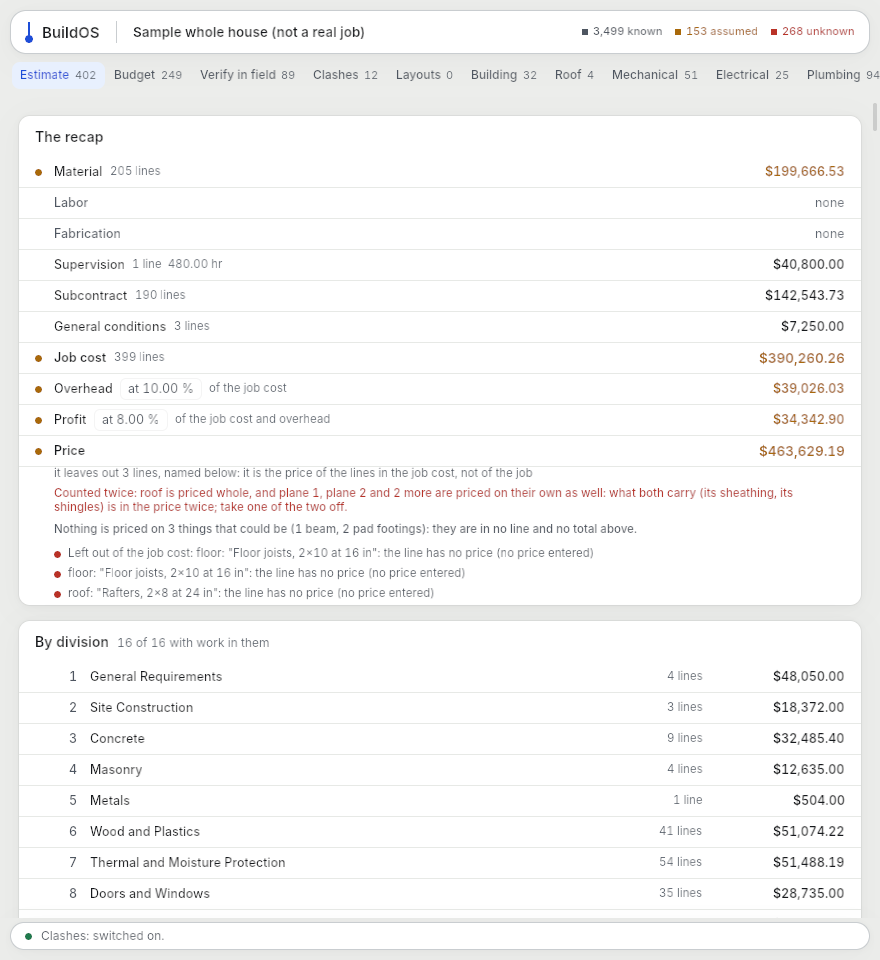 BuildOS
Sample whole house (not a real job)
3,499 known 153 assumed 268 unknown
Estimate 402 Budget 249 Verify in field 89 Clashes 12 Layouts 0 Building 32 Roof 4 Mechanical 51 Electrical 25 Plumbing 94
The recap
Material 205 lines $199,666.53
Labor none
Fabrication none
Supervision 1 line 480.00 hr $40,800.00
Subcontract 190 lines $142,543.73
General conditions 3 lines $7,250.00
Job cost 399 lines $390,260.26
Overhead at 10.00 % of the job cost $39,026.03
Profit at 8.00 % of the job cost and overhead $34,342.90
Price $463,629.19
it leaves out 3 lines, named below: it is the price of the lines in the job cost, not of the job
Counted twice: roof is priced whole, and plane 1, plane 2 and 2 more are priced on their own as well: what both carry (its sheathing, its
shingles) is in the price twice; take one of the two off.
Nothing is priced on 3 things that could be (1 beam, 2 pad footings): they are in no line and no total above.
Left out of the job cost: floor: "Floor joists, 2×10 at 16 in": the line has no price (no price entered)
floor: "Floor joists, 2×10 at 16 in": the line has no price (no price entered)
roof: "Rafters, 2×8 at 24 in": the line has no price (no price entered)
By division 16 of 16 with work in them
1 General Requirements 4 lines $48,050.00
2 Site Construction 3 lines $18,372.00
3 Concrete 9 lines $32,485.40
4 Masonry 4 lines $12,635.00
5 Metals 1 line $504.00
6 Wood and Plastics 41 lines $51,074.22
7 Thermal and Moisture Protection 54 lines $51,488.19
8 Doors and Windows 35 lines $28,735.00
Clashes: switched on.